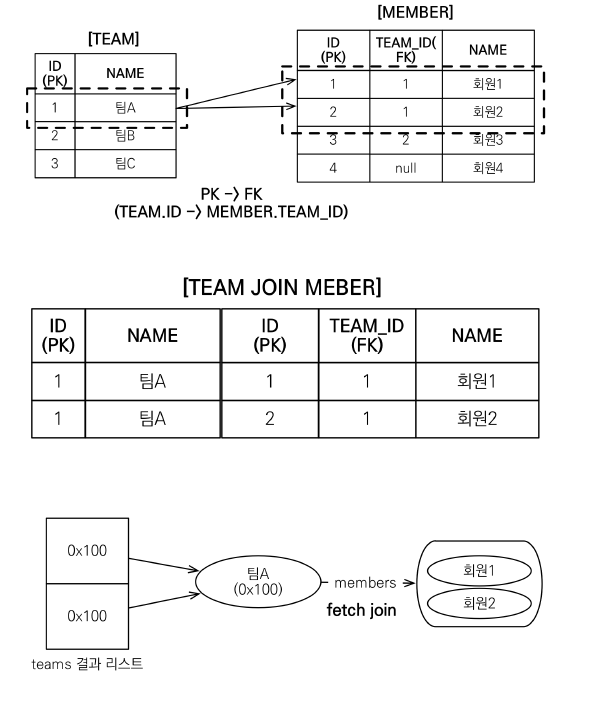 [TEAM]
ID
(PK) NAME
1 팀A
2 팀B
3 팀C
[MEMBER]
ID
(PK) TEAM_ID(
FK) NAME
1 1 회원1
2 1 회원2
3 2 회원3
4 null 회원4
PK -> FK
(TEAM.ID -> MEMBER.TEAM_ID)
[TEAM JOIN MEBER]
ID
(PK) NAME ID
(PK) TEAM_ID
(FK) NAME
1 팀A 1 1 회원1
1 팀A 2 1 회원2
0x100
0x100
teams 결과 리스트
팀A
(0x100)
members
fetch join
회원1
회원2